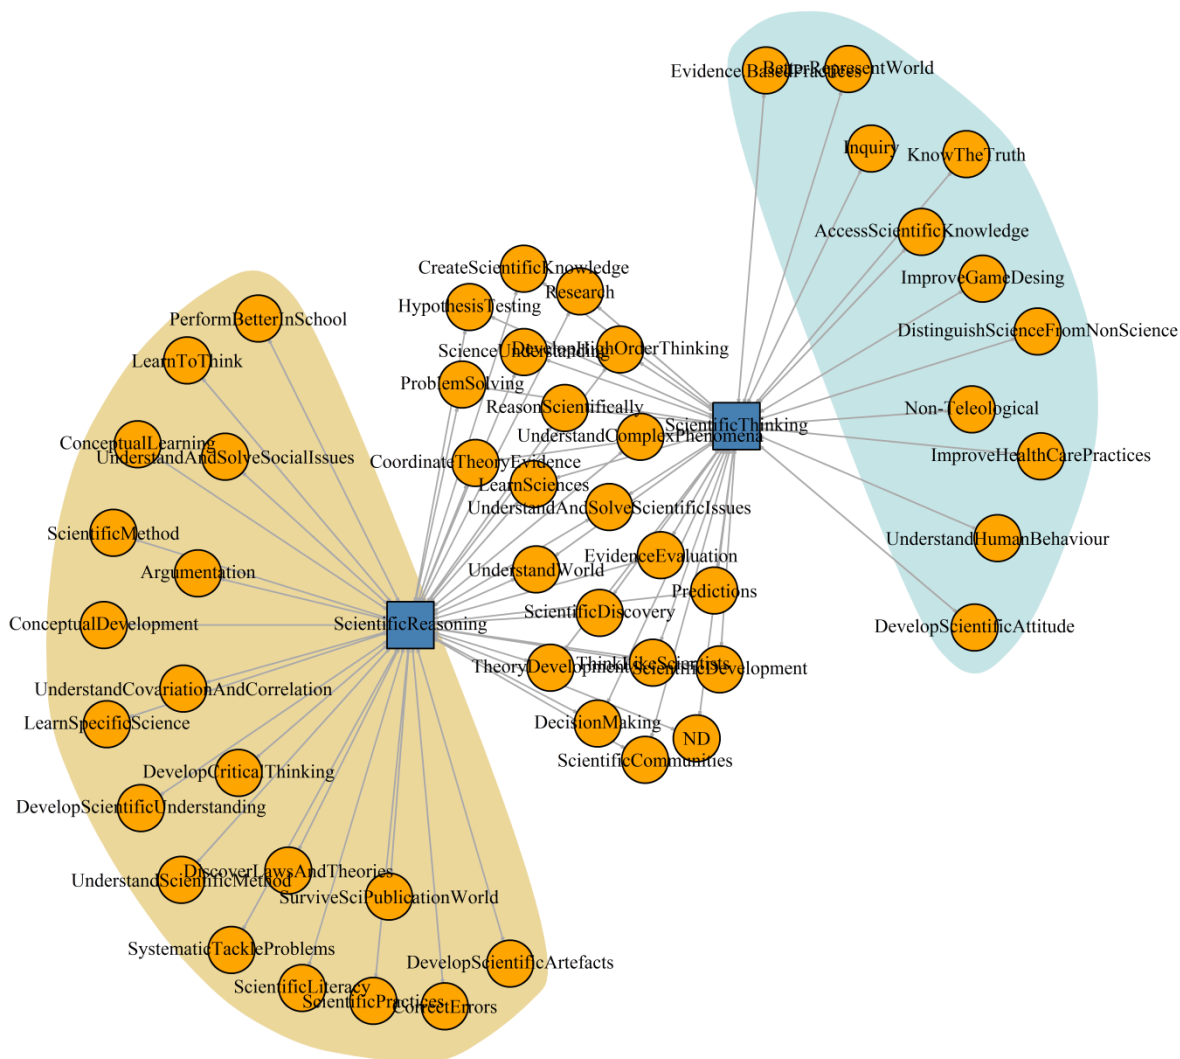 Evidence.BasedPractices
BetterRepresentWorld
Inquiry
KnowTheTruth
AccessScientificKnowledge
CreateScientificKnowledge
ImproveGameDesing
Research
HypothesisTesting
PerformBetterInSchool
DistinguishScienceFromNonScience
ScienceUnderstanding
DevelopHighOrderThinking
LearnToThink
ProblemSolving
ReasonScientifically
Non-Teleological
ScientificThinking
ConceptualLearning
UnderstandComplexPhenomena
UnderstandAndSolveSocialIssues
CoordinateTheoryEvidence
ImproveHealthCarePractices
LearnSciences
UnderstandAndSolveScientificIssues
ScientificMethod
UnderstandHumanBehaviour
EvidenceEvaluation
Argumentation
UnderstandWorld
Predictions
ScientificDiscovery
ConceptualDevelopment
ScientificReasoning
DevelopScientificAttitude
TheoryDevelopment
ThinkLikeScientists
ScientificDevelopment
UnderstandCovariationAndCorrelation
LearnSpecificScience
DecisionMaking
ND
ScientificCommunities
DevelopCriticalThinking
DevelopScientificUnderstanding
DiscoverLawsAndTheories
UnderstandScientificMethod
SurviveSciPublicationWorld
SystematicTackleProblems
DevelopScientificArtefacts
ScientificLiteracy
ScientificPractices
CorrectErrors